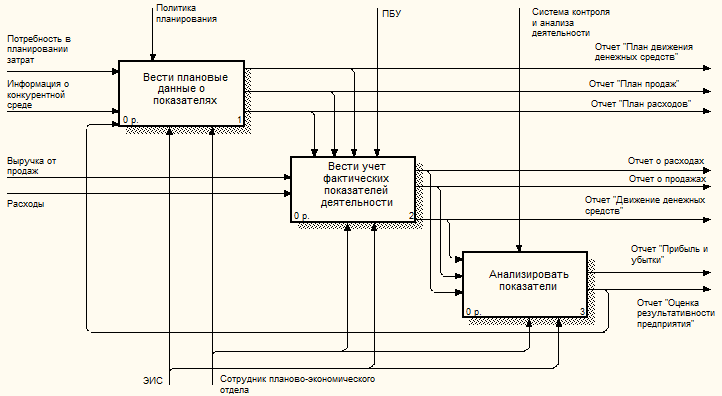 Политика
планирования
ПБУ
Система контроля
и анализа
деятельности
Потребность в
планировании
затрат
Отчет "План движения
денежных средств"
Вести плановые
данные о
показателях
0 р.
1
Информация о
конкурентной
среде
Отчет "План продаж"
Отчет "План расходов"
Выручка от
продаж
Расходы
Вести учет
фактических
показателей
деятельности
0 р.
2
Отчет о расходах
Отчет о продажах
Отчет "Движение денежных
средств"
Анализировать
показатели
0 р.
3
Отчет "Прибыль и
убытки"
Отчет "Оценка
результативности
предприятия"
ЭИС
Сотрудник планово-экономического
отдела